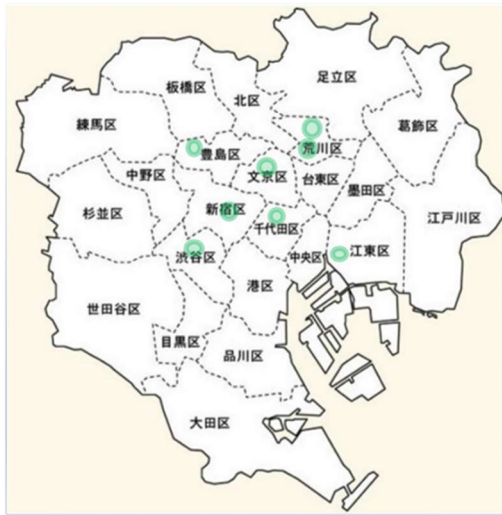 足立区
板橋区
北区
葛飾区
練馬区
荒川区
豊島区
中野区
文京区
台東区
墨田区
杉並区
新宿区
江戸川区
千代田区
江東区
渋谷区
中央区
港区
世田谷区
目黒区
品川区
大田区